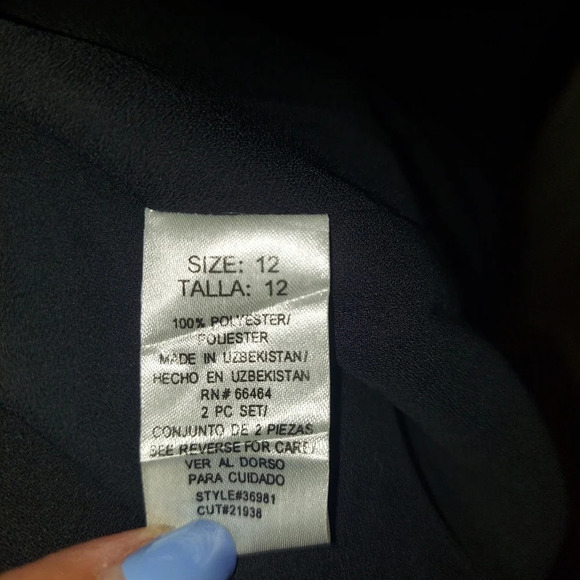 SIZE: 12
TALLA: 12
100% POLYESTER/
POLIESTER
MADE IN UZBEKISTAN/
HECHO EN UZBEKISTAN
RN# 66464
2 PC SET/
CONJUNTO DE 2 PIEZAS
SEE REVERSE FOR CARE/
VER AL DORSO
PARA CUIDADO
STYLE#36981
CUT#21938